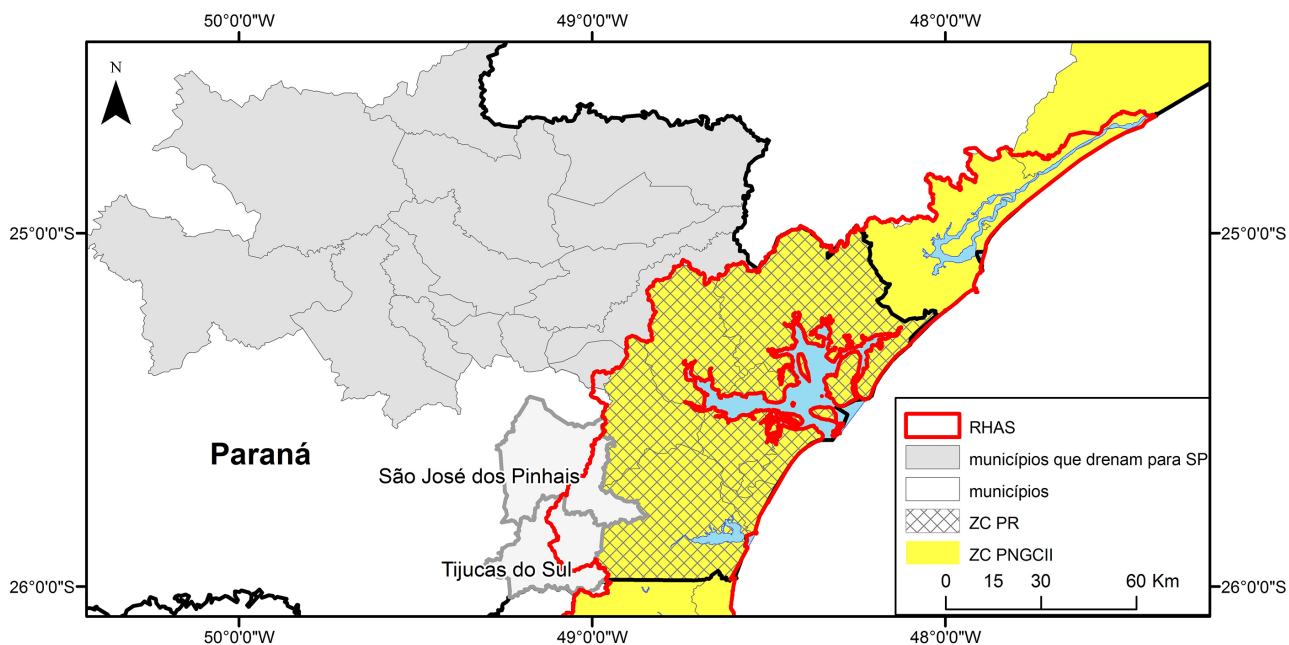 50°0'0"W 49°0'0"W 48°0'0"W
N
25°0'0"S 25°0'0"S
Paraná
São José dos Pinhais
Tijucas do Sul
26°0'0"S 26°0'0"S
RHAS
municípios que drenam para SP
municípios
ZC PR
ZC PNGCII
0 15 30 60 Km
50°0'0"W 49°0'0"W 48°0'0"W